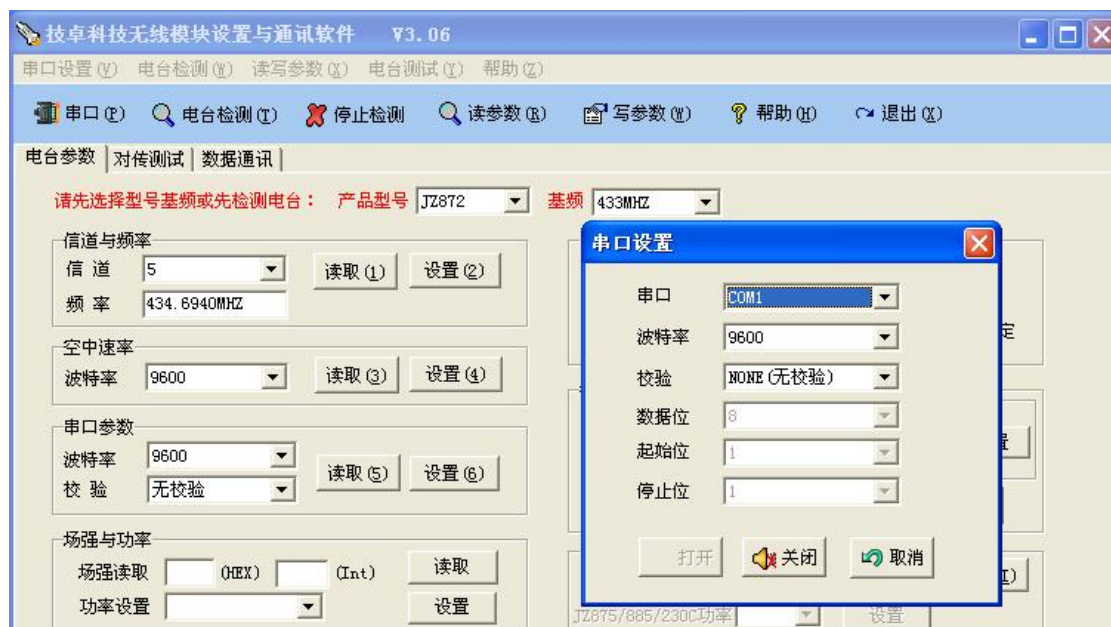 技卓科技无线模块设置与通讯软件 V3.06
串口设置(V) 电台检测(W) 读写参数(X) 电台测试(Y) 帮助(Z)
串口(P) 电台检测(T) 停止检测 读参数(R) 写参数(W) 帮助(H) 退出(X)
电台参数 对传测试 数据通讯
请先选择型号基频或先检测电台： 产品型号 JZ872 基频 433MHZ
信道与频率
信 道 5 读取(1) 设置(2)
频 率 434.6940MHZ
空中速率
波特率 9600 读取(3) 设置(4)
串口参数
波特率 9600
读取(5) 设置(6)
校 验 无校验
场强与功率
场强读取 (HEX) (Int) 读取
功率设置 设置
串口设置
串口 COM1
波特率 9600
校验 NONE(无校验)
数据位 8
起始位 1
停止位 1
打开 关闭 取消
定
I)
JZ875/885/230C功率 设置